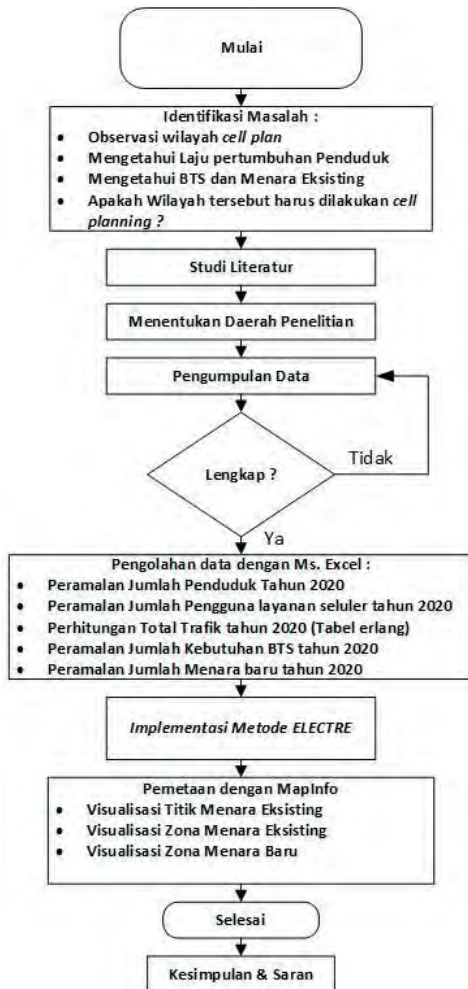 Mulai
Identifikasi Masalah :
• Observasi wilayah cell plan
• Mengetahui Laju pertumbuhan Penduduk
• Mengetahui BTS dan Menara Eksisting
• Apakah Wilayah tersebut harus dilakukan cell
planning ?
Studi Literatur
Menentukan Daerah Penelitian
Pengumpulan Data
Lengkap ?
Tidak
Ya
Pengolahan data dengan Ms. Excel :
• Peramalan Jumlah Penduduk Tahun 2020
• Peramalan Jumlah Pengguna layanan seluler tahun 2020
• Perhitungan Total Trafik tahun 2020 (Tabel erlang)
• Peramalan Jumlah Kebutuhan BTS tahun 2020
• Peramalan Jumlah Menara baru tahun 2020
Implementasi Metode ELECTRE
Pemetaan dengan MapInfo
• Visualisasi Titik Menara Eksisting
• Visualisasi Zona Menara Eksisting
• Visualisasi Zona Menara Baru
Selesai
Kesimpulan & Saran